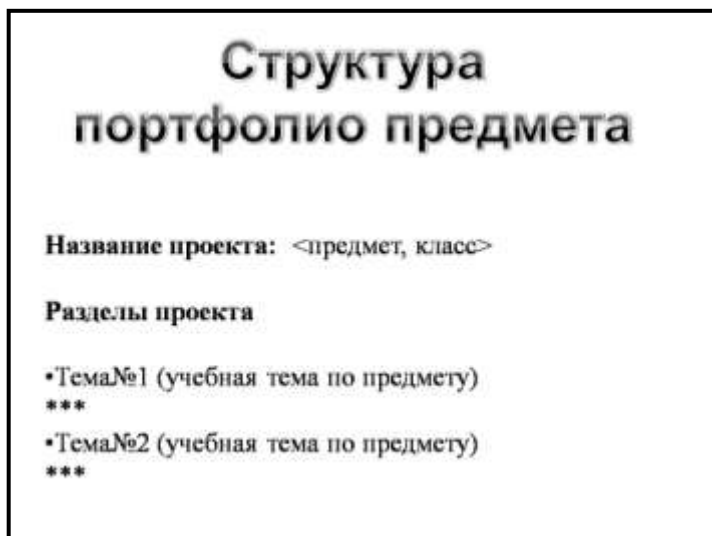 Структура
портфолио предмета
Название проекта: <предмет, класс>
Разделы проекта
•Тема№1 (учебная тема по предмету)
***
•Тема№2 (учебная тема по предмету)
***